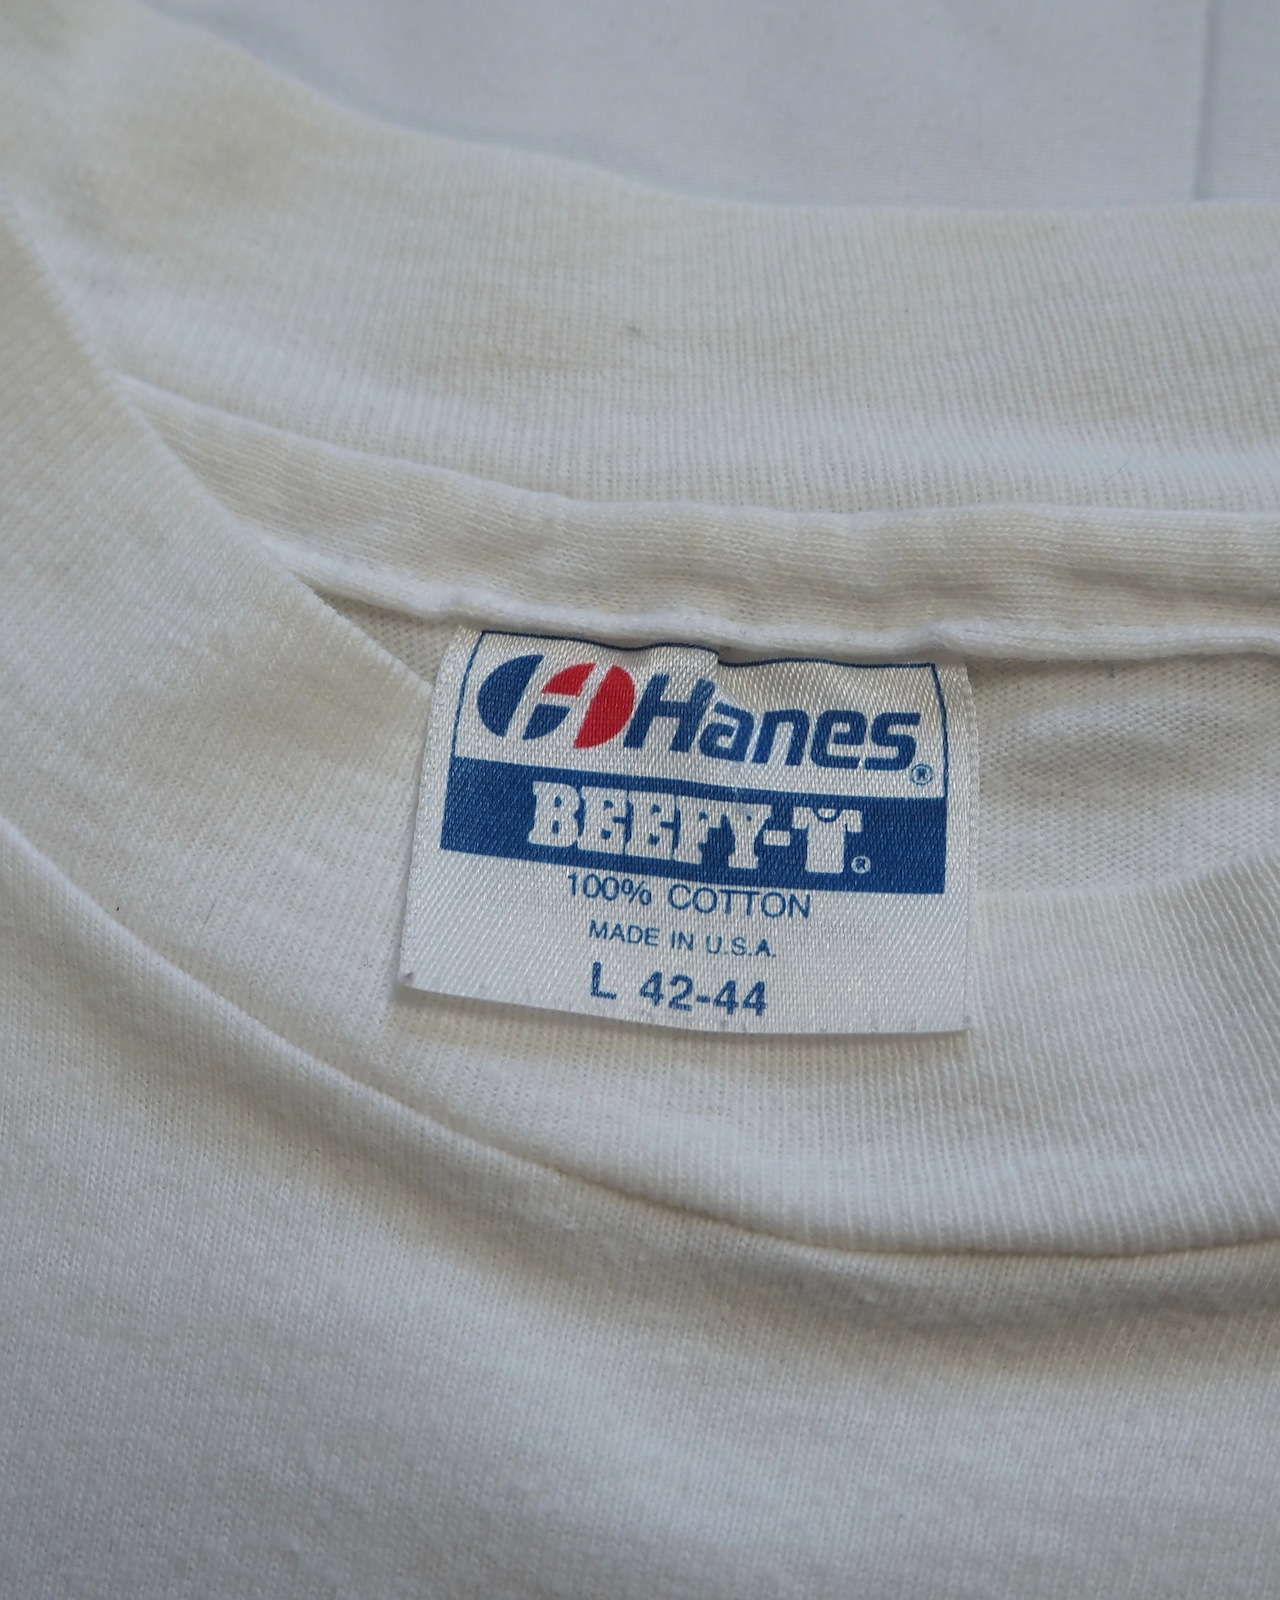 Hanes®
BEEFY-T®
100% COTTON
MADE IN U.S.A.
L 42-44